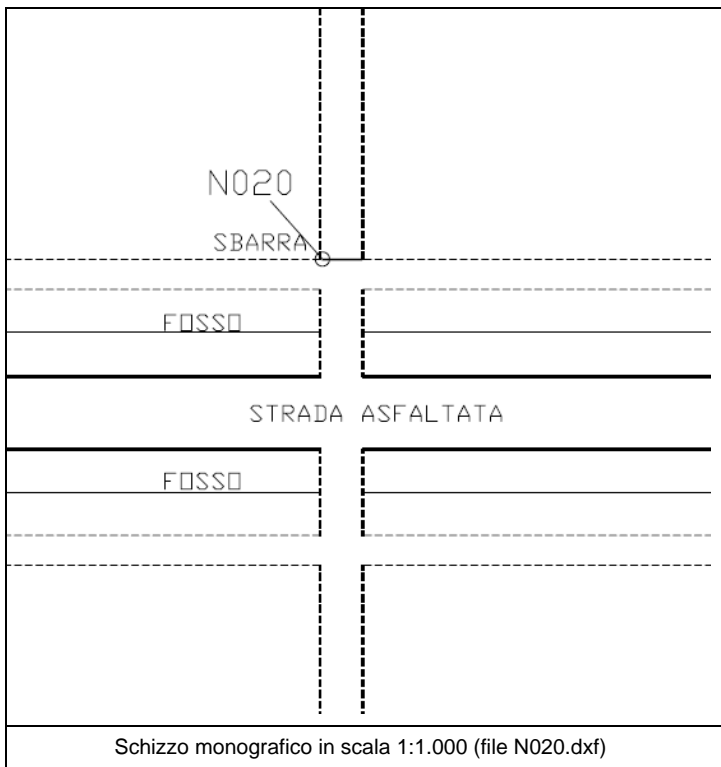 N020
SBARRA
FOSSO
STRADA ASFALTATA
FOSSO
Schizzo monografico in scala 1:1.000 (file N020.dxf)